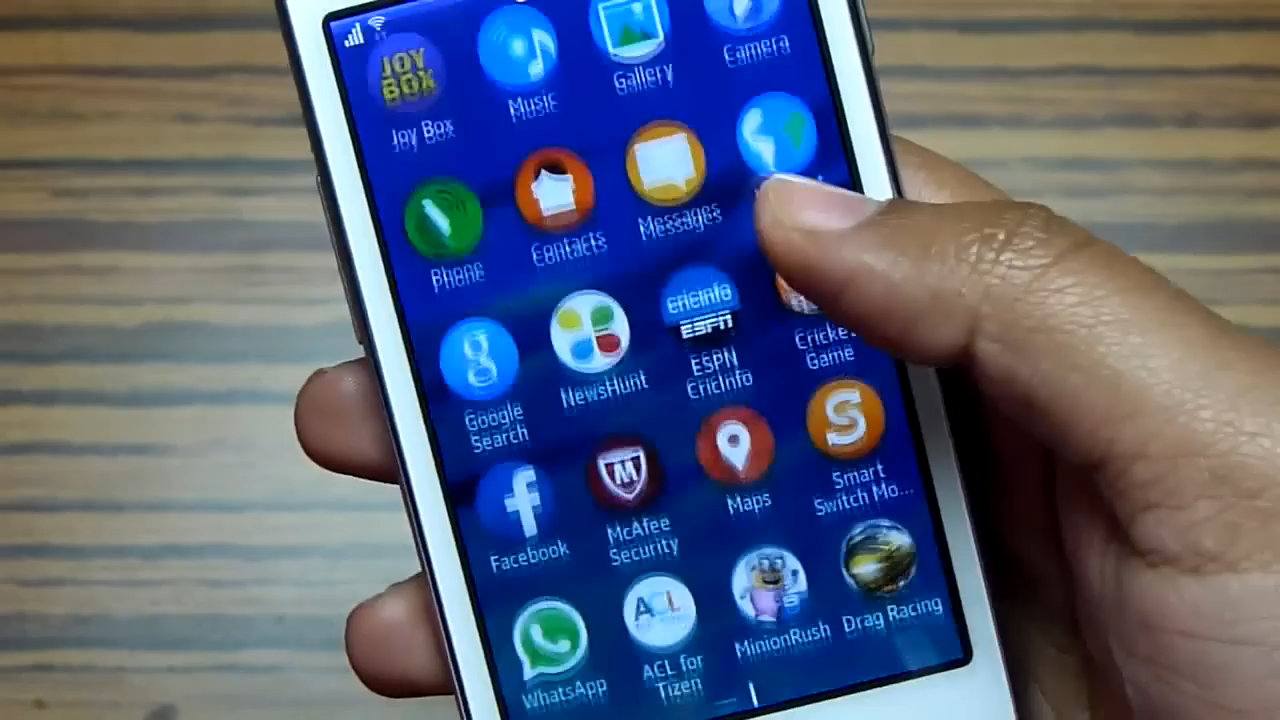 JOY
BOX
Joy Box
Music
Gallery
Camera
Phone
Contacts
Messages
g
Google
Search
NewsHunt
cricinfo
ESPN
ESPN
CricInfo
Cricket
Game
f
Facebook
M
McAfee
Security
Maps
S
Smart
Switch Mo...
WhatsApp
ACL
ACL for
Tizen
MinionRush
Drag Racing